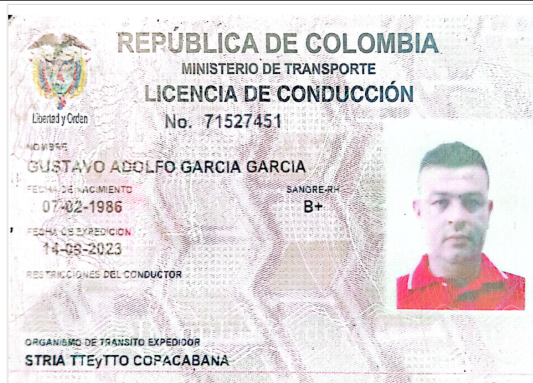 REPÚBLICA DE COLOMBIA
MINISTERIO DE TRANSPORTE
LICENCIA DE CONDUCCIÓN
Libertad y Orden
No. 71527451
NOMBRE
GUSTAVO ADOLFO GARCIA GARCIA
FECHA DE NACIMIENTO SANGRE-RH
07-02-1986 B+
FECHA DE EXPEDICION
14-08-2023
RESTRICCIONES DEL CONDUCTOR
ORGANISMO DE TRANSITO EXPEDIDOR
STRIA TTEyTTO COPACABANA